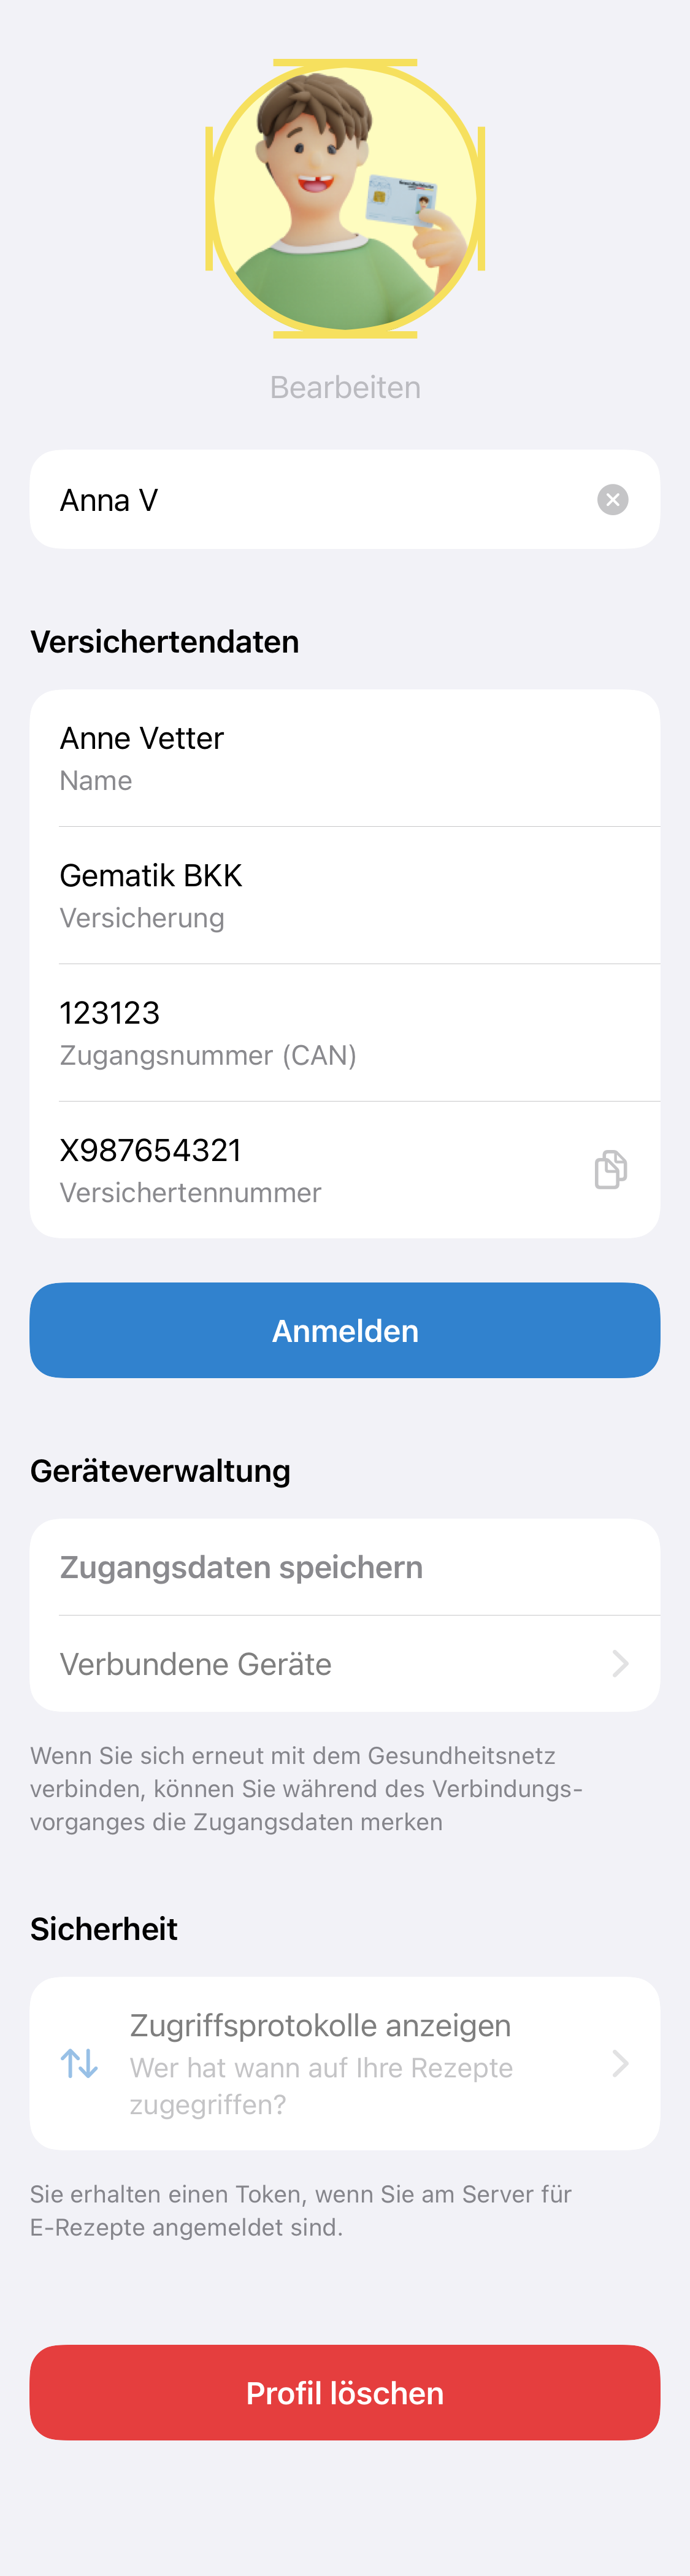 Bearbeiten
Anna V
Versichertendaten
Anne Vetter
Name
Gematik BKK
Versicherung
123123
Zugangsnummer (CAN)
X987654321
Versichertennummer
Anmelden
Geräteverwaltung
Zugangsdaten speichern
Verbundene Geräte
Wenn Sie sich erneut mit dem Gesundheitsnetz
verbinden, können Sie während des Verbindungs-
vorganges die Zugangsdaten merken
Sicherheit
Zugriffsprotokolle anzeigen
Wer hat wann auf Ihre Rezepte
zugegriffen?
Sie erhalten einen Token, wenn Sie am Server für
E-Rezepte angemeldet sind.
Profil löschen